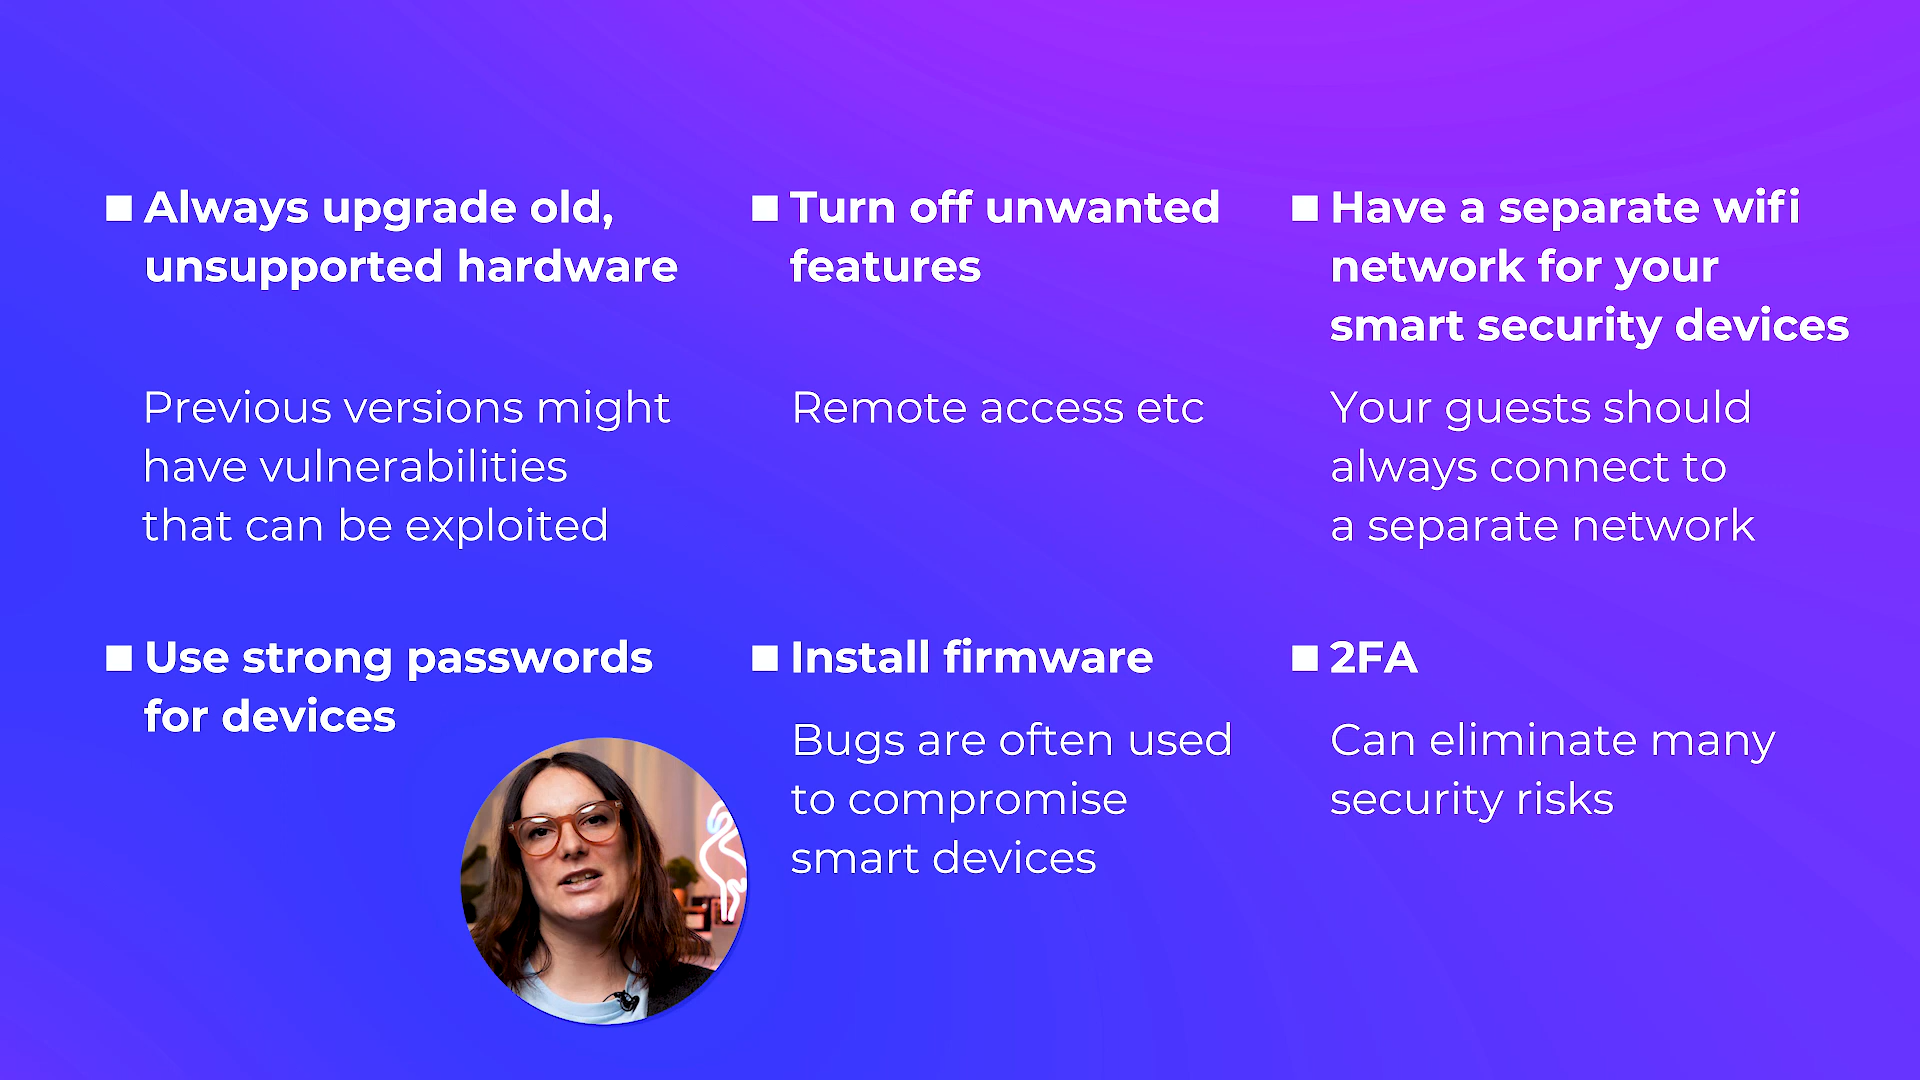 Always upgrade old,
unsupported hardware
Previous versions might
have vulnerabilities
that can be exploited
Turn off unwanted
features
Remote access etc
Have a separate wifi
network for your
smart security devices
Your guests should
always connect to
a separate network
Use strong passwords
for devices
Install firmware
Bugs are often used
to compromise
smart devices
2FA
Can eliminate many
security risks